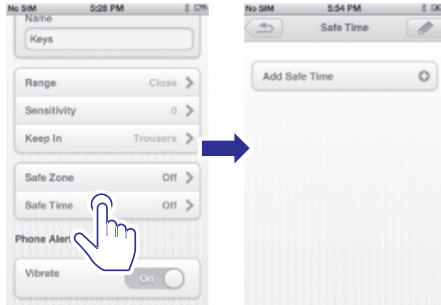 No SIM 5:28 PM
Name
Keys
Range Close
Sensitivity 0
Keep In Trousers
Safe Zone Off
Safe Time Off
Phone Alert
Vibrate On
No SIM 5:54 PM
Safe Time
Add Safe Time